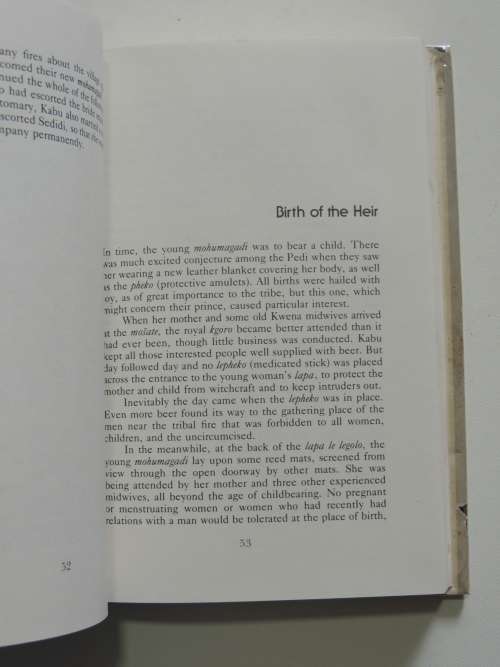 any fires about the village
comed their new
nued the whole of the
o had escorted the bride
tomary, Kabu also married
scorted Sedidi, so that she
mpany permanently.
52
Birth of the Heir
In time, the young mohumagadi was to bear a child. There
was much excited conjecture among the Pedi when they saw
her wearing a new leather blanket covering her body, as well
as the pheko (protective amulets). All births were hailed with
joy, as of great importance to the tribe, but this one, which
might concern their prince, caused particular interest.
When her mother and some old Kwena midwives arrived
at the mošate, the royal kgoro became better attended than it
had ever been, though little business was conducted. Kabu
kept all those interested people well supplied with beer. But
day followed day and no lepheko (medicated stick) was placed
across the entrance to the young woman's lapa, to protect the
mother and child from witchcraft and to keep intruders out.
Inevitably the day came when the lepheko was in place.
Even more beer found its way to the gathering place of the
men near the tribal fire that was forbidden to all women,
children, and the uncircumcised.
In the meanwhile, at the back of the lapa le legolo, the
young mohumagadi lay upon some reed mats, screened from
view through the open doorway by other mats. She was
being attended by her mother and three other experienced
midwives, all beyond the age of childbearing. No pregnant
or menstruating women or women who had recently had
relations with a man would be tolerated at the place of birth,
53